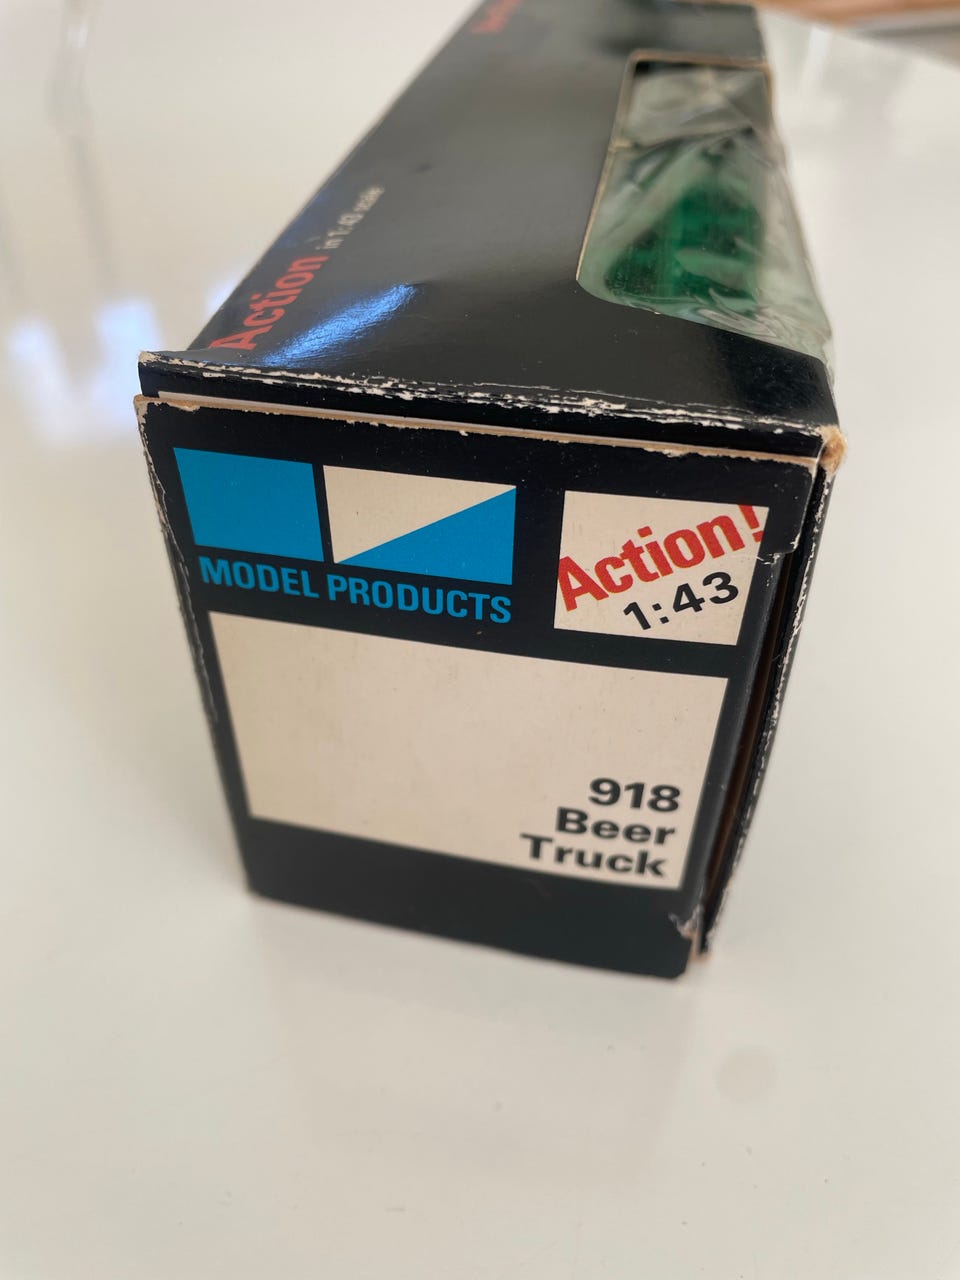 Action in 1:43 scale
MODEL PRODUCTS
Action!
1:43
918
Beer
Truck